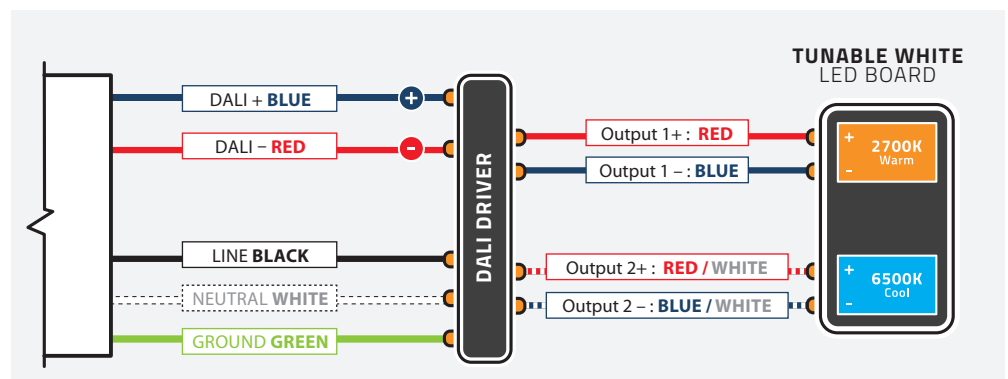 DALI + BLUE
+
DALI – RED
-
LINE BLACK
NEUTRAL WHITE
GROUND GREEN
DALI DRIVER
Output 1+ : RED
Output 1 – : BLUE
Output 2+ : RED / WHITE
Output 2 – : BLUE / WHITE
TUNABLE WHITE
LED BOARD
+
2700K
Warm
-
+
6500K
Cool
-